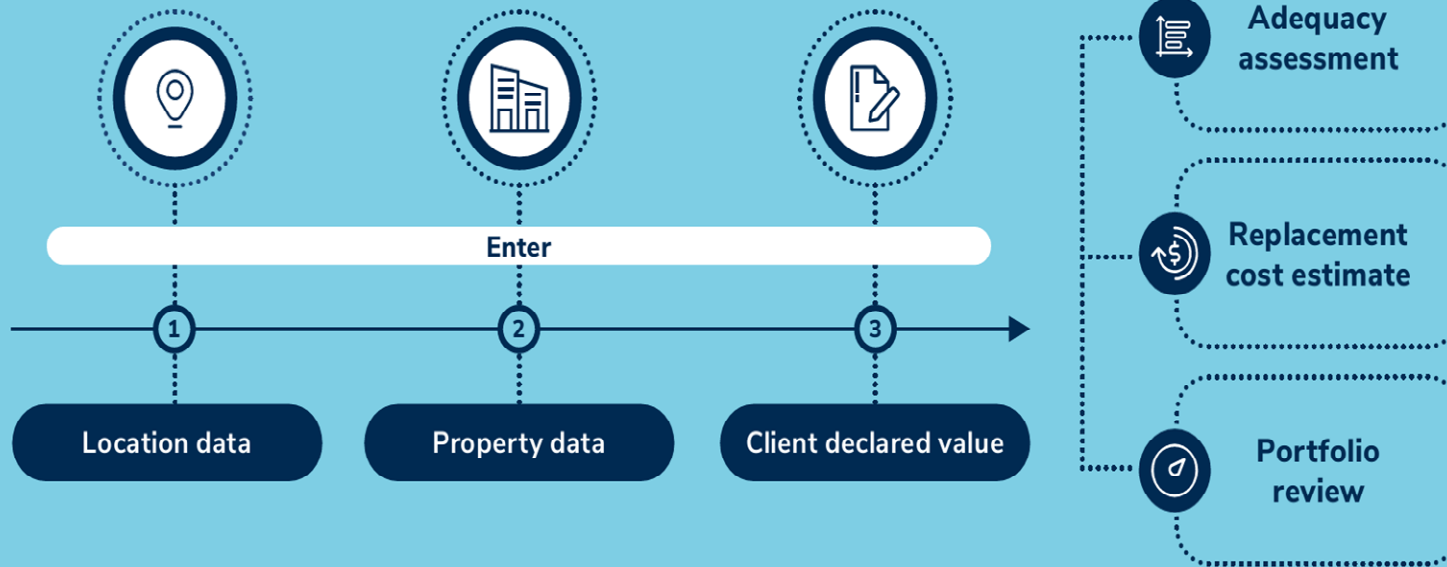 Enter
1
2
3
Location data
Property data
Client declared value
Adequacy
assessment
$
Replacement
cost estimate
Portfolio
review